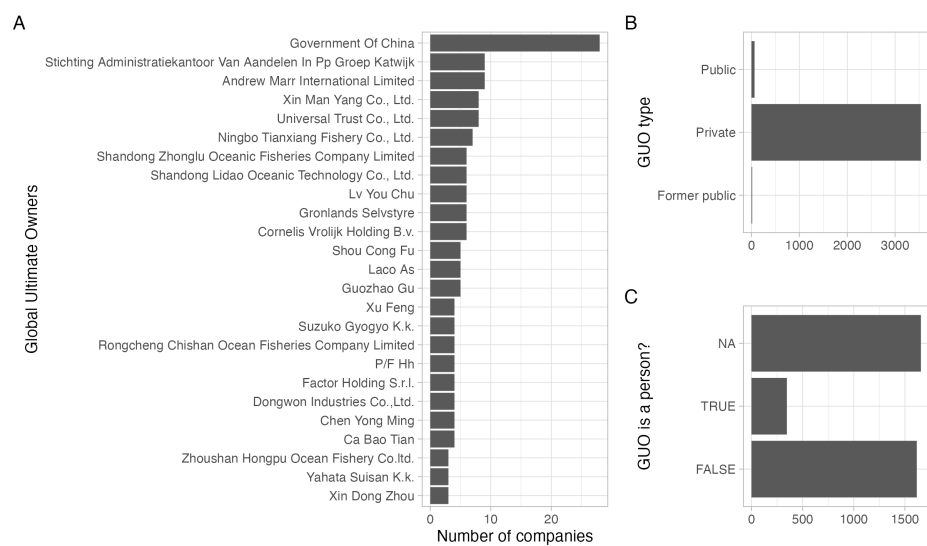 A
Global Ultimate Owners
Government Of China
Stichting Administratiekantoor Van Aandelen In Pp Groep Katwijk
Andrew Marr International Limited
Xin Man Yang Co., Ltd.
Universal Trust Co., Ltd.
Ningbo Tianxiang Fishery Co., Ltd.
Shandong Zhonglu Oceanic Fisheries Company Limited
Shandong Lidao Oceanic Technology Co., Ltd.
Lv You Chu
Gronlands Selvstyre
Cornelis Vrolijk Holding B.v.
Shou Cong Fu
Laco As
Guozhao Gu
Xu Feng
Suzuko Gyogyo K.k.
Rongcheng Chishan Ocean Fisheries Company Limited
P/F Hh
Factor Holding S.r.l.
Dongwon Industries Co.,Ltd.
Chen Yong Ming
Ca Bao Tian
Zhoushan Hongpu Ocean Fishery Co.ltd.
Yahata Suisan K.k.
Xin Dong Zhou
0 10 20
Number of companies
B
GUO type
Public
Private
Former public
0 1000 2000 3000
C
GUO is a person?
NA
TRUE
FALSE
0 500 1000 1500